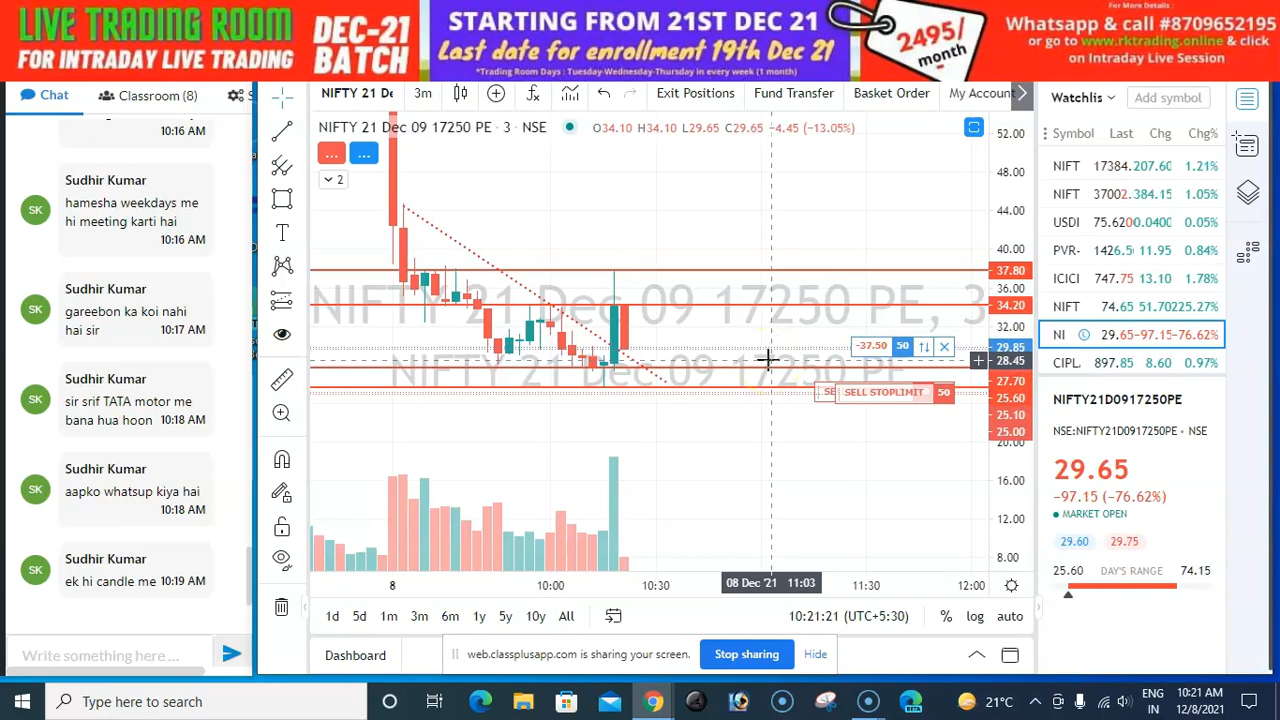 LIVE TRADING ROOM
FOR INTRADAY LIVE TRADING
DEC-21
BATCH
STARTING FROM 21ST DEC 21
Last date for enrollment 19th Dec 21
*Trading Room Days : Tuesday-Wednesday-Thursday in every week (1 month)
2495/
month
For More Details :
Whatsapp & call #8709652195
or go to www.rktrading.online & click
on Intraday Live Session
Chat
Classroom (8)
10:16 AM
Sudhir Kumar
SK
hamesha weekdays me
hi meeting karti hai
10:16 AM
Sudhir Kumar
SK
gareebon ka koi nahi
hai sir
10:17 AM
Sudhir Kumar
SK
sir srif TATA motar me
bana hua hoon
10:18 AM
Sudhir Kumar
SK
aapko whatsup kiya hai
10:18 AM
Sudhir Kumar
SK
ek hi candle me
10:19 AM
Write something here ...
NIFTY 21 De
3m
Exit Positions
Fund Transfer
Basket Order
My Account
NIFTY 21 Dec 09 17250 PE • 3 • NSE
O34.10 H34.10 L29.65 C29.65 −4.45 (−13.05%)
... ...
2
NIFTY 21 Dec 09 17250 PE, 3
NIFTY 21 Dec 09 17250 PE
-37.50 50
SELL STOPLIMIT 50
52.00
48.00
44.00
40.00
37.80
36.00
34.20
32.00
29.85
28.45
27.70
25.60
25.10
25.00
20.00
16.00
12.00
8.00
8
10:00
10:30
08 Dec '21 11:03
11:30
12:00
1d 5d 1m 3m 6m 1y 5y 10y All
10:21:21 (UTC+5:30)
% log auto
Dashboard
web.classplusapp.com is sharing your screen.
Stop sharing
Hide
Watchlis
Add symbol
Symbol Last Chg Chg%
NIFT 17384. 207.60 1.21%
NIFT 37002. 384.15 1.05%
USDI 75.6200 0.0400 0.05%
PVR- 1426.50 11.95 0.84%
ICICI 747.75 13.10 1.78%
NIFT 74.65 51.70 225.27%
NI 29.65 −97.15 −76.62%
CIPL 897.85 8.60 0.97%
NIFTY21D0917250PE
NSE:NIFTY21D0917250PE • NSE
29.65
−97.15 (−76.62%)
MARKET OPEN
29.60 29.75
25.60 DAY'S RANGE 74.15
Type here to search
21°C
ENG
IN
10:21 AM
12/8/2021